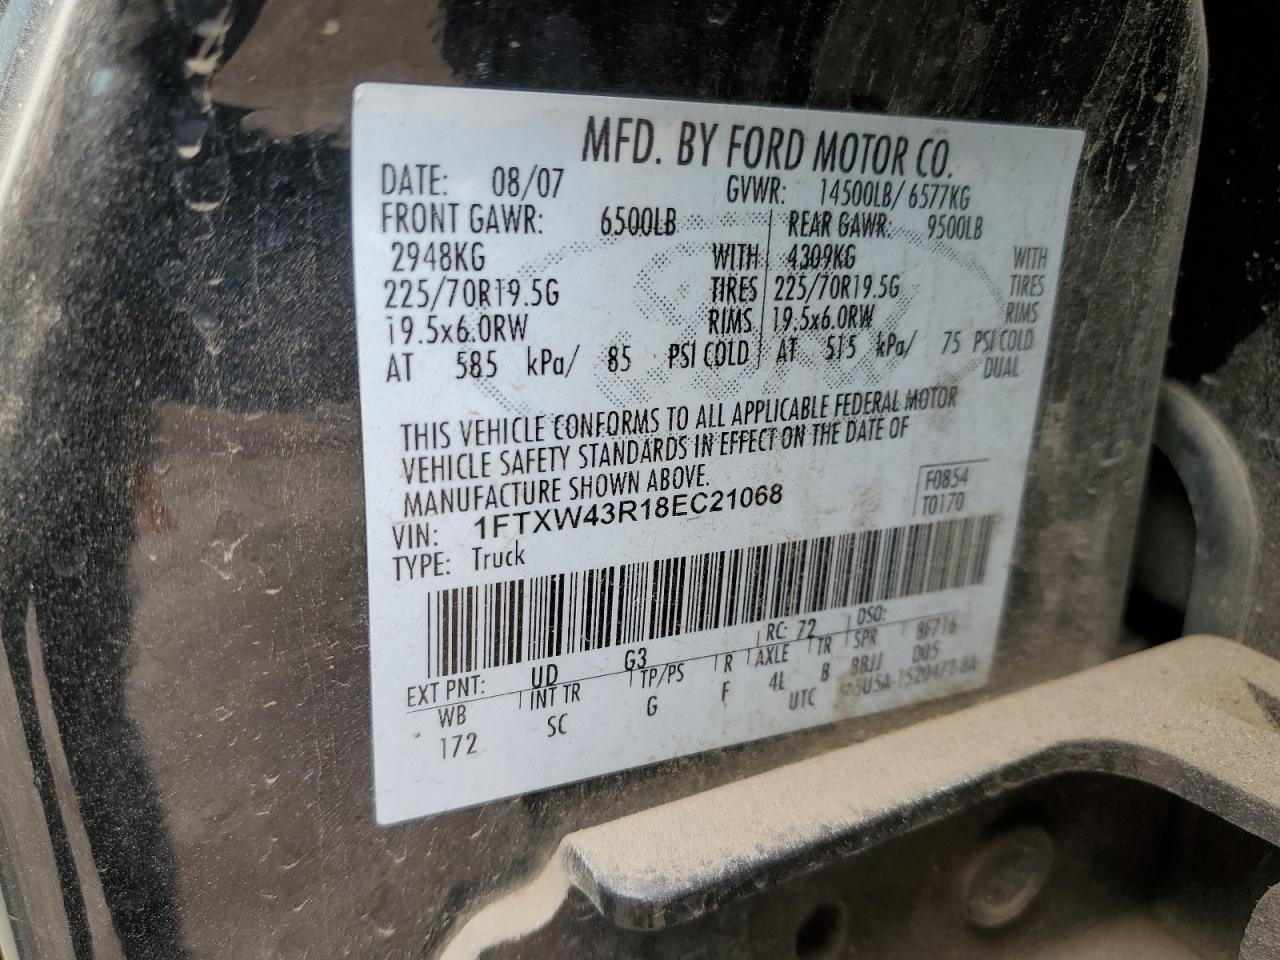 MFD. BY FORD MOTOR CO.
DATE: 08/07 GVWR: 14500LB/ 6577KG
FRONT GAWR: 6500LB REAR GAWR: 9500LB
2948KG WITH 4309KG WITH
225/70R19.5G TIRES 225/70R19.5G TIRES
19.5x6.0RW RIMS 19.5x6.0RW RIMS
AT 585 kPa/ 85 PSI COLD AT 515 kPa/ 75 PSI COLD
DUAL
THIS VEHICLE CONFORMS TO ALL APPLICABLE FEDERAL MOTOR
VEHICLE SAFETY STANDARDS IN EFFECT ON THE DATE OF
MANUFACTURE SHOWN ABOVE.
F0854
VIN: 1FTXW43R18EC21068
T0170
TYPE: Truck
EXT PNT: UD G3 RC: 72 DSO:
WB INT TR TP/PS R AXLE TR SPR 8F716
172 SC G F 4L B BBJJ D05
UTC